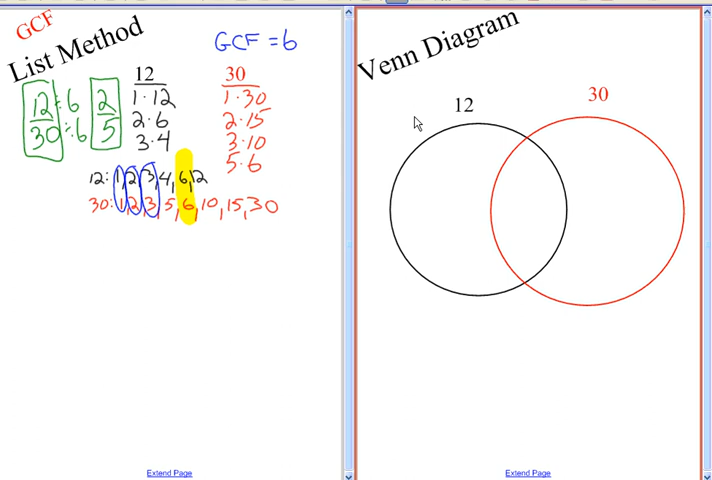 GCF
List Method
GCF = 6
12/30 ÷6 ÷6 2/5
12
1·12
2·6
3·4
30
1·30
2·15
3·10
5·6
12: 1, 2, 3, 4, 6, 12
30: 1, 2, 3, 5, 6, 10, 15, 30
Extend Page
Venn Diagram
12
30
Extend Page